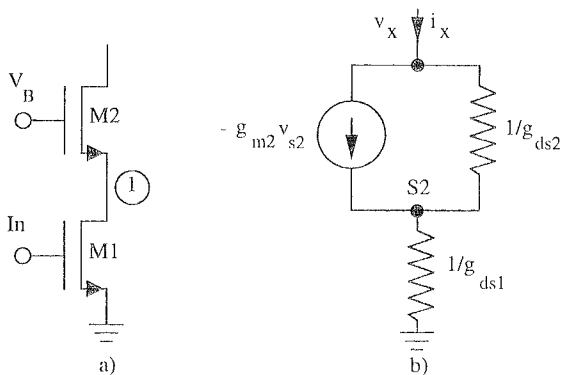 V_B
M2
1
In
M1
a)
v_x i_x
- g_m2 v_s2
1/g_ds2
S2
1/g_ds1
b)